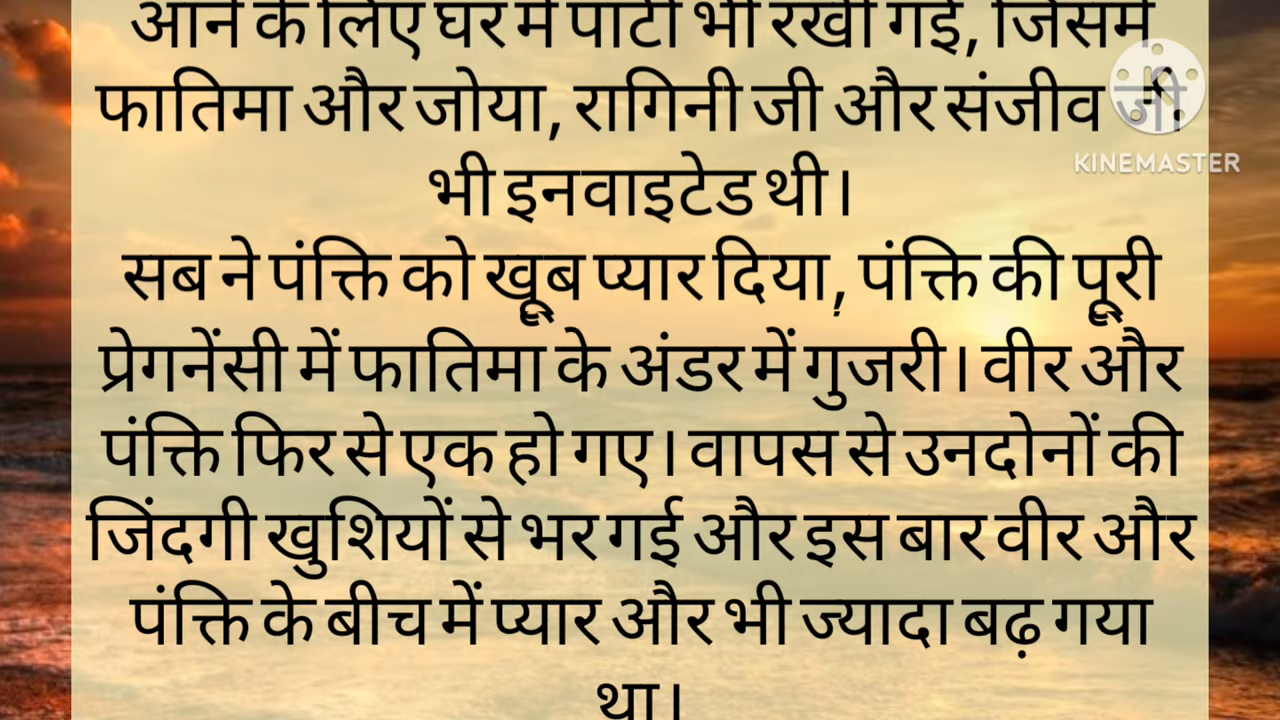 आने के लिए घर में पार्टी भी रखी गई, जिसमें
फातिमा और जोया, रागिनी जी और संजीव जी
भी इनवाइटेड थी।
सब ने पंक्ति को खूब प्यार दिया, पंक्ति की पूरी
प्रेगनेंसी में फातिमा के अंडर में गुजरी। वीर और
पंक्ति फिर से एक हो गए। वापस से उनदोनों की
जिंदगी खुशियों से भर गई और इस बार वीर और
पंक्ति के बीच में प्यार और भी ज्यादा बढ़ गया
था।
KINEMASTER